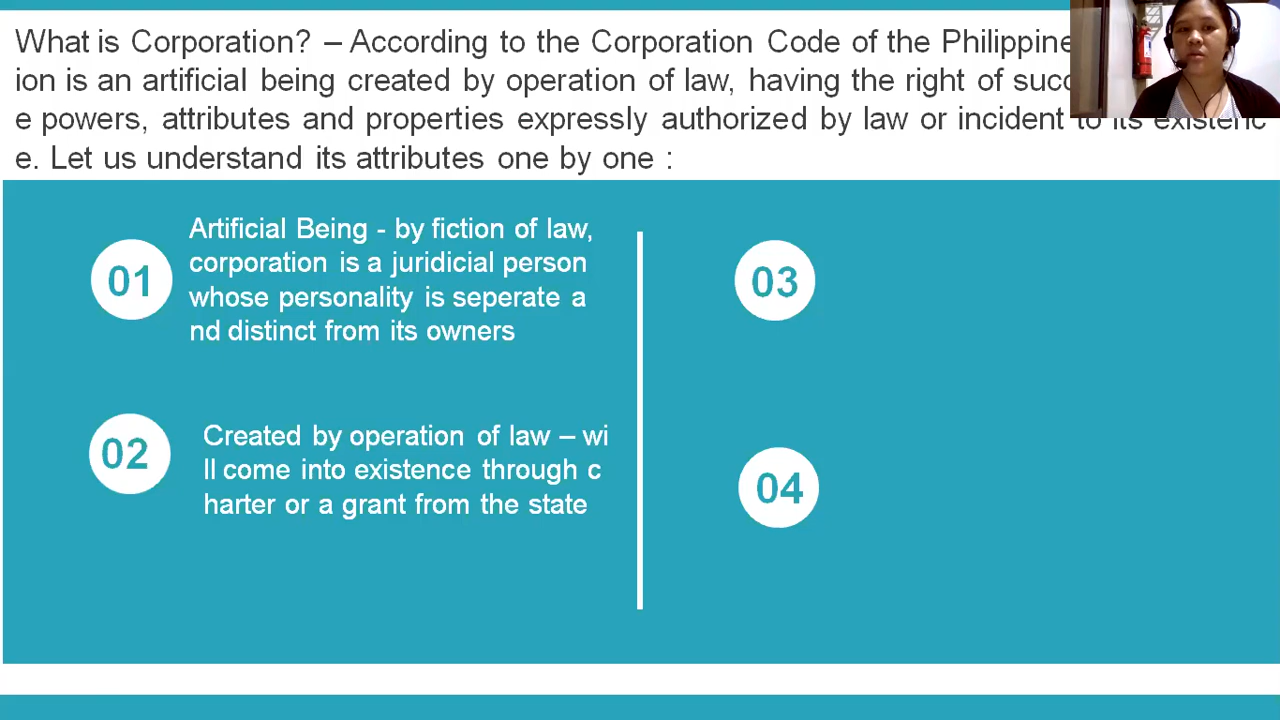 What is Corporation? – According to the Corporation Code of the Philippine
ion is an artificial being created by operation of law, having the right of suc
e powers, attributes and properties expressly authorized by law or incident to its existenc
e. Let us understand its attributes one by one :
01
Artificial Being - by fiction of law,
corporation is a juridicial person
whose personality is seperate a
nd distinct from its owners
02
Created by operation of law – wi
ll come into existence through c
harter or a grant from the state
03
04